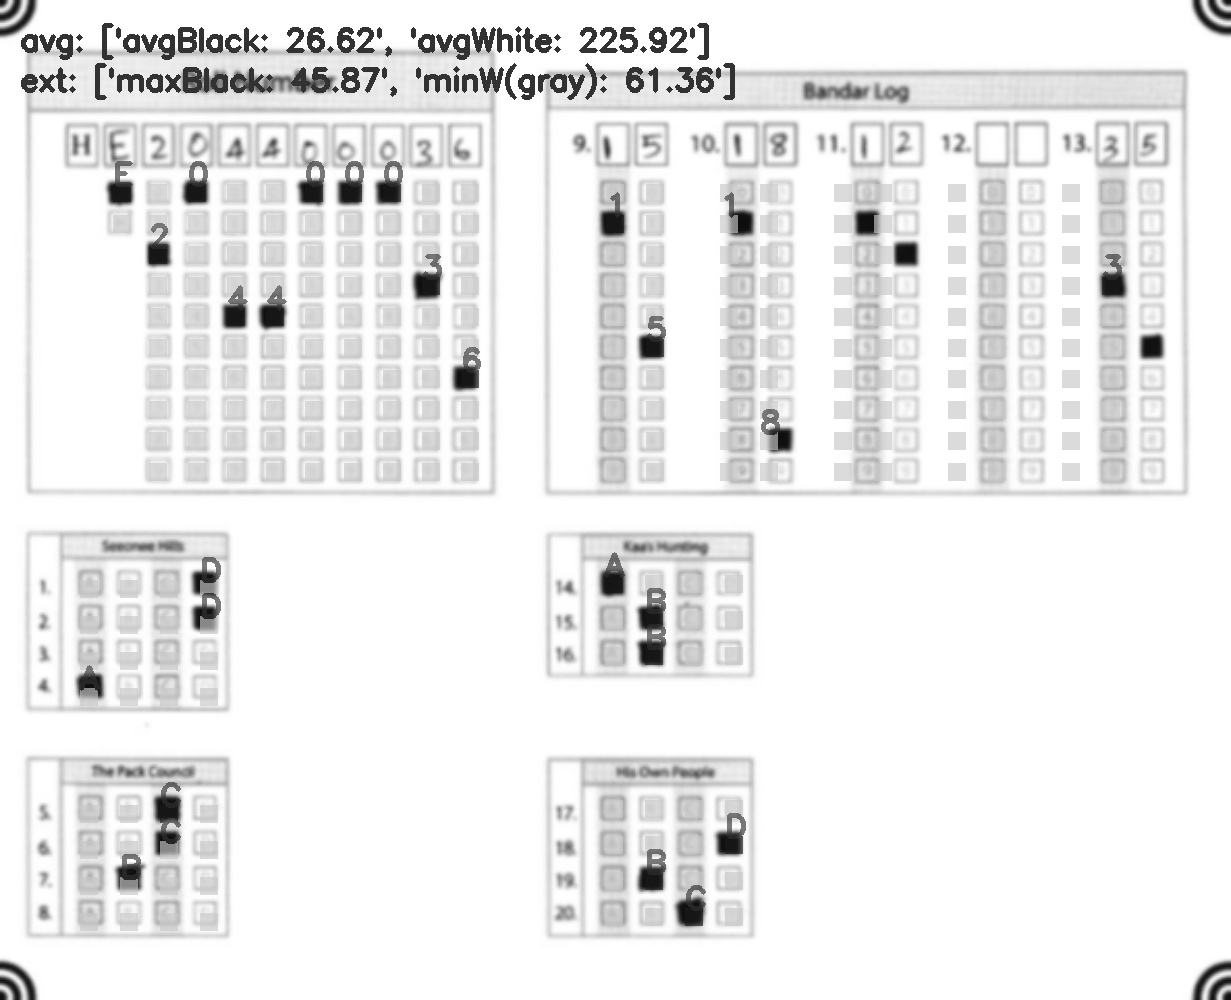 avg: ['avgBlack: 26.62', 'avgWhite: 225.92']
ext: ['maxBlack: 45.87', 'minW(gray): 61.36']
Bandar Log
H E 2 0 4 4 0 0 0 3 6
9. 1 5 10. 1 8 11. 1 2 12. 13. 3 5
E 0 0 0 0
1 1
2
3 3
4 4
5
6
8
Seeonee Hills
1. D
2. D
3.
4. A
Kaa's Hunting
14. A
15. B
16. B
The Pack Council
5. C
6. C
7. B
8.
His Own People
17.
18. D
19. B
20. C